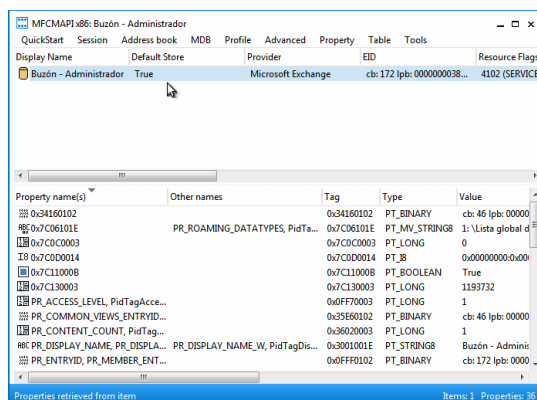 MFCMAPI x86: Buzón - Administrador
QuickStart Session Address book MDB Profile Advanced Property Table Tools
Display Name Default Store Provider EID Resource Flags
Buzón - Administrador True Microsoft Exchange cb: 172 lpb: 0000000038... 4102 (SERVICE
Property name(s) Other names Tag Type Value
0x34160102 0x34160102 PT_BINARY cb: 46 lpb: 00000
0x7C06101E PR_ROAMING_DATATYPES, PidTa... 0x7C06101E PT_MV_STRING8 1: \Lista global d
0x7C0C0003 0x7C0C0003 PT_LONG 0
0x7C0D0014 0x7C0D0014 PT_I8 0x00000000:0x000
0x7C11000B 0x7C11000B PT_BOOLEAN True
0x7C130003 0x7C130003 PT_LONG 1193732
PR_ACCESS_LEVEL, PidTagAcce... 0x0FF70003 PT_LONG 1
PR_COMMON_VIEWS_ENTRYID... 0x35E60102 PT_BINARY cb: 46 lpb: 00000
PR_CONTENT_COUNT, PidTag... 0x36020003 PT_LONG 1
PR_DISPLAY_NAME, PR_DISPLA... PR_DISPLAY_NAME_W, PidTagDis... 0x3001001E PT_STRING8 Buzón - Adminis
PR_ENTRYID, PR_MEMBER_ENT... 0x0FFF0102 PT_BINARY cb: 172 lpb: 0000
Properties retrieved from item Items: 1 Properties: 36